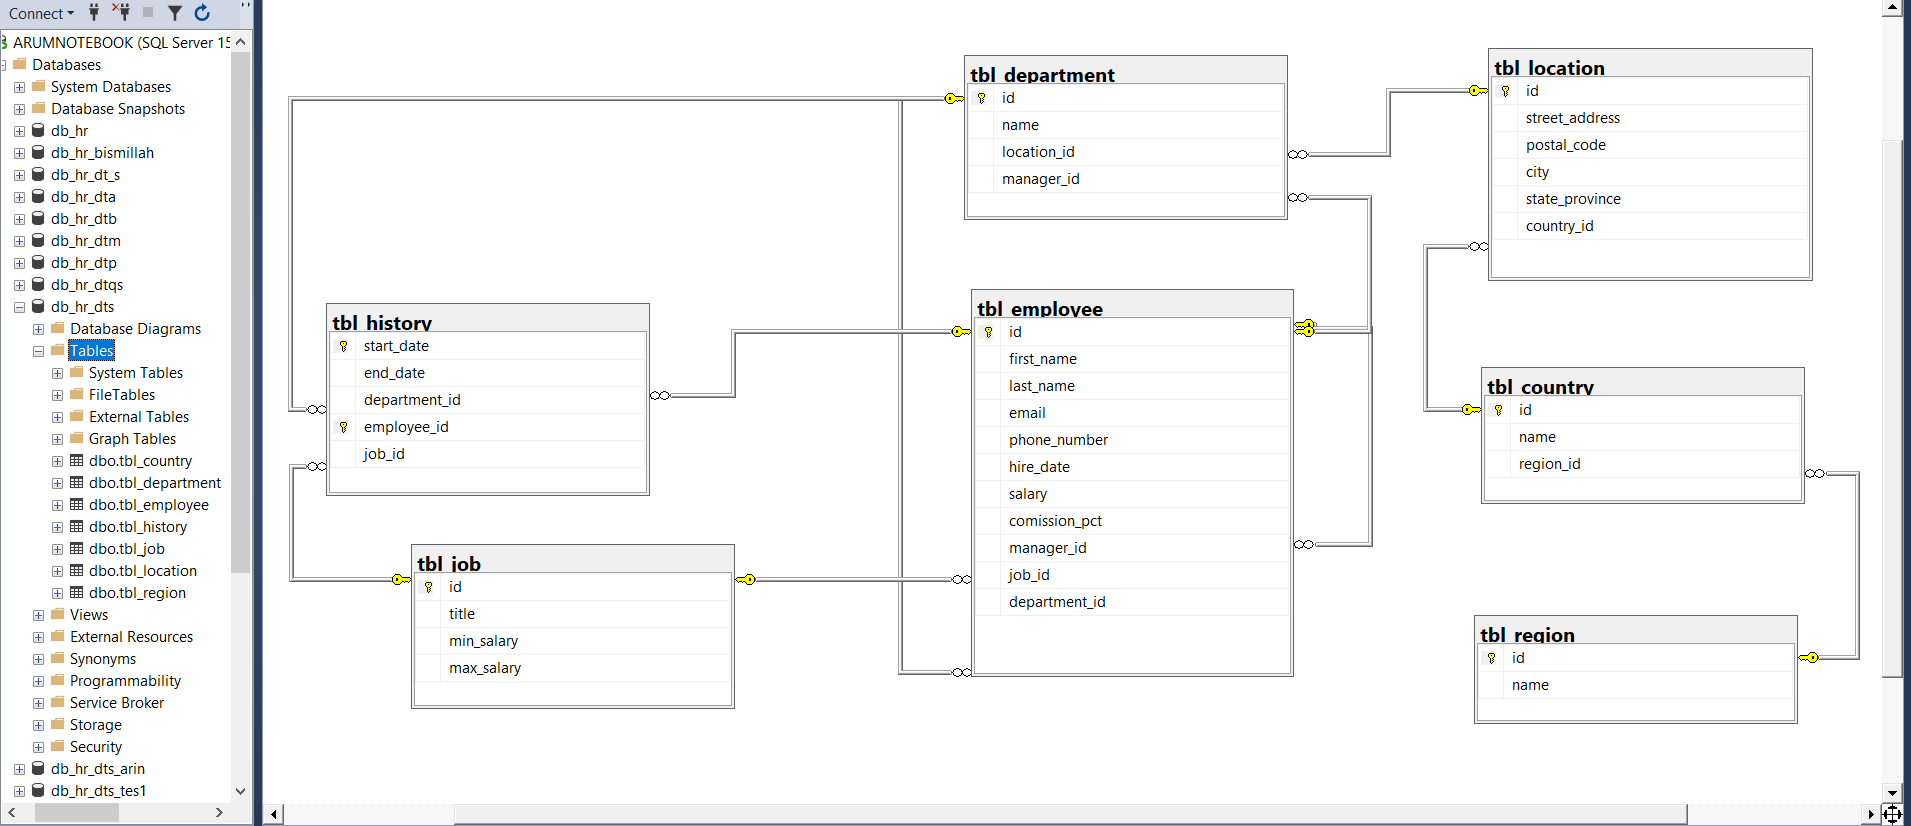 Connect
ARUMNOTEBOOK (SQL Server 15
Databases
System Databases
Database Snapshots
db_hr
db_hr_bismillah
db_hr_dt_s
db_hr_dta
db_hr_dtb
db_hr_dtm
db_hr_dtp
db_hr_dtqs
db_hr_dts
Database Diagrams
Tables
System Tables
FileTables
External Tables
Graph Tables
dbo.tbl_country
dbo.tbl_department
dbo.tbl_employee
dbo.tbl_history
dbo.tbl_job
dbo.tbl_location
dbo.tbl_region
Views
External Resources
Synonyms
Programmability
Service Broker
Storage
Security
db_hr_dts_arin
db_hr_dts_tes1
tbl_department
id
name
location_id
manager_id
tbl_location
id
street_address
postal_code
city
state_province
country_id
tbl_history
start_date
end_date
department_id
employee_id
job_id
tbl_employee
id
first_name
last_name
email
phone_number
hire_date
salary
comission_pct
manager_id
job_id
department_id
tbl_country
id
name
region_id
tbl_job
id
title
min_salary
max_salary
tbl_region
id
name